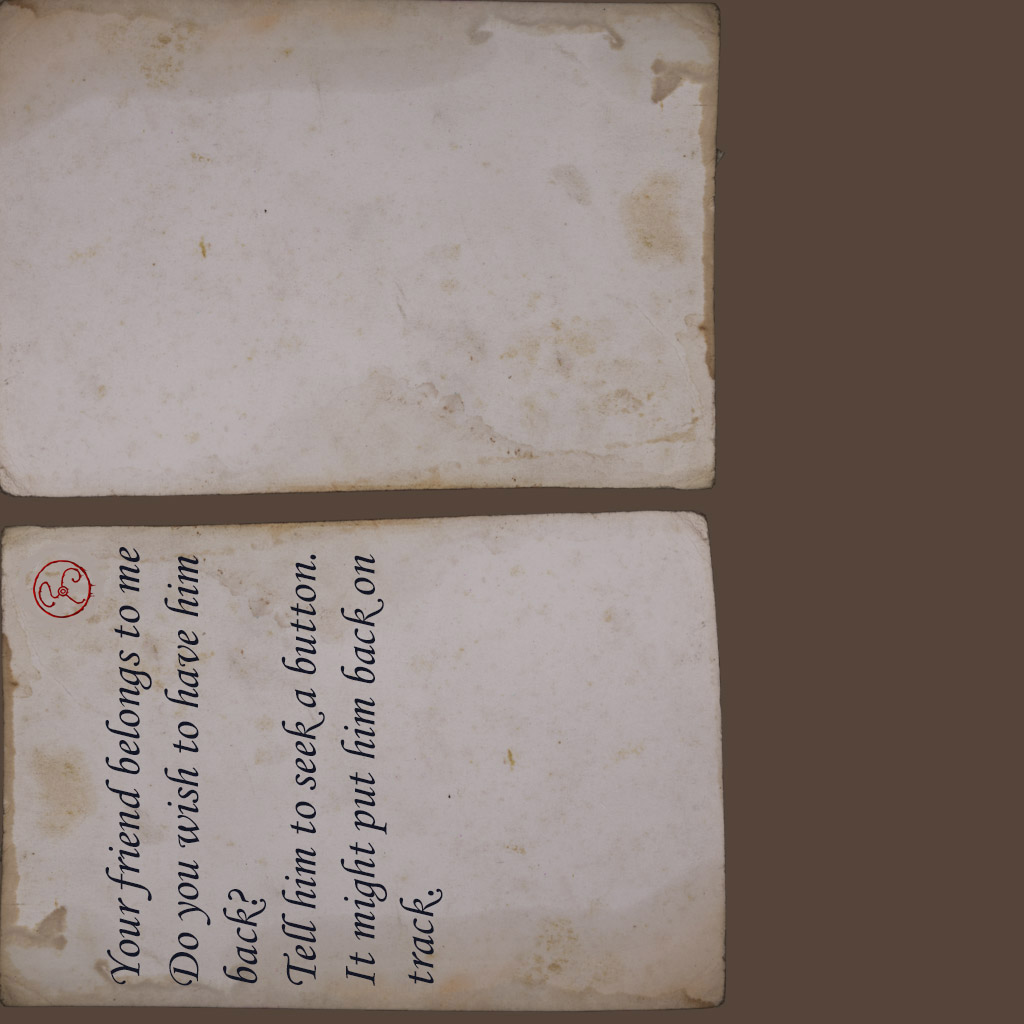 Your friend belongs to me
Do you wish to have him
back?
Tell him to seek a button.
It might put him back on
track.